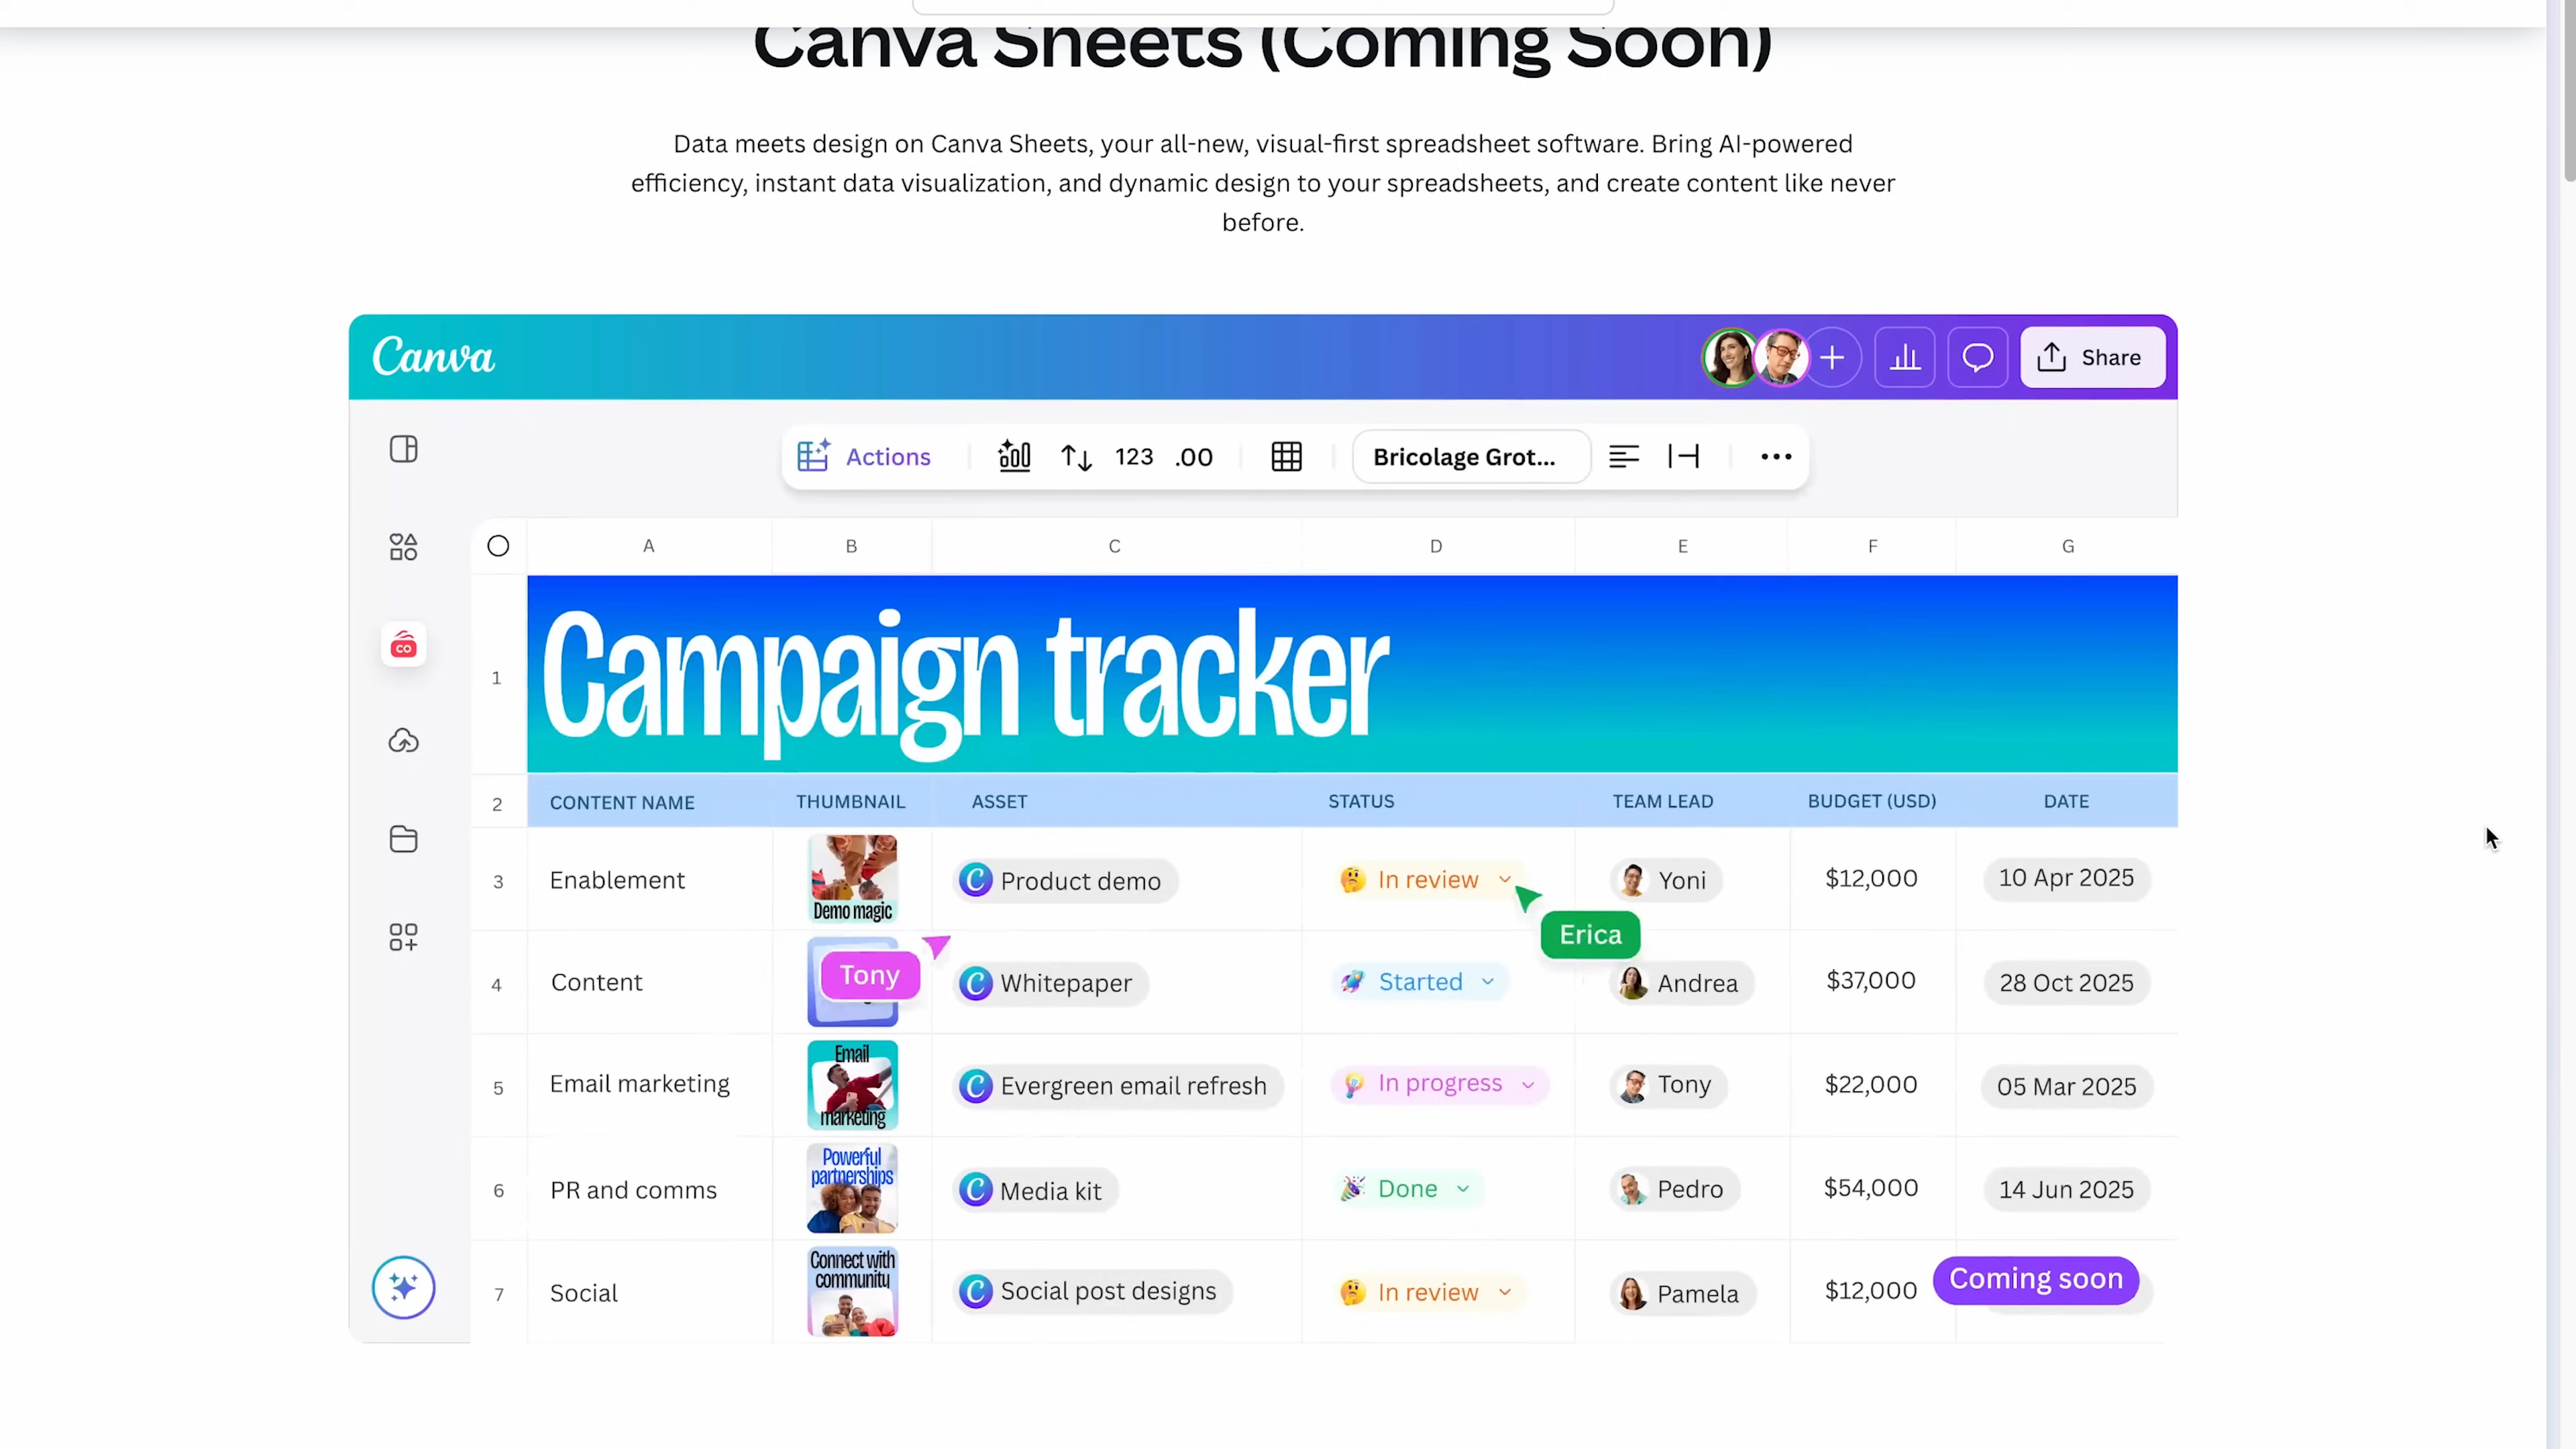 Canva Sheets (Coming Soon)
Data meets design on Canva Sheets, your all-new, visual-first spreadsheet software. Bring AI-powered
efficiency, instant data visualization, and dynamic design to your spreadsheets, and create content like never
before.
Canva
Share
Actions 123 .00 Bricolage Grot...
A B C D E F G
1 Campaign tracker
2 CONTENT NAME THUMBNAIL ASSET STATUS TEAM LEAD BUDGET (USD) DATE
CO
3 Enablement Demo magic C Product demo In review Yoni $12,000 10 Apr 2025
Erica
Tony
4 Content C Whitepaper Started Andrea $37,000 28 Oct 2025
5 Email marketing Email marketing C Evergreen email refresh In progress Tony $22,000 05 Mar 2025
6 PR and comms Powerful partnerships C Media kit Done Pedro $54,000 14 Jun 2025
7 Social Connect with community C Social post designs In review Pamela $12,000
Coming soon